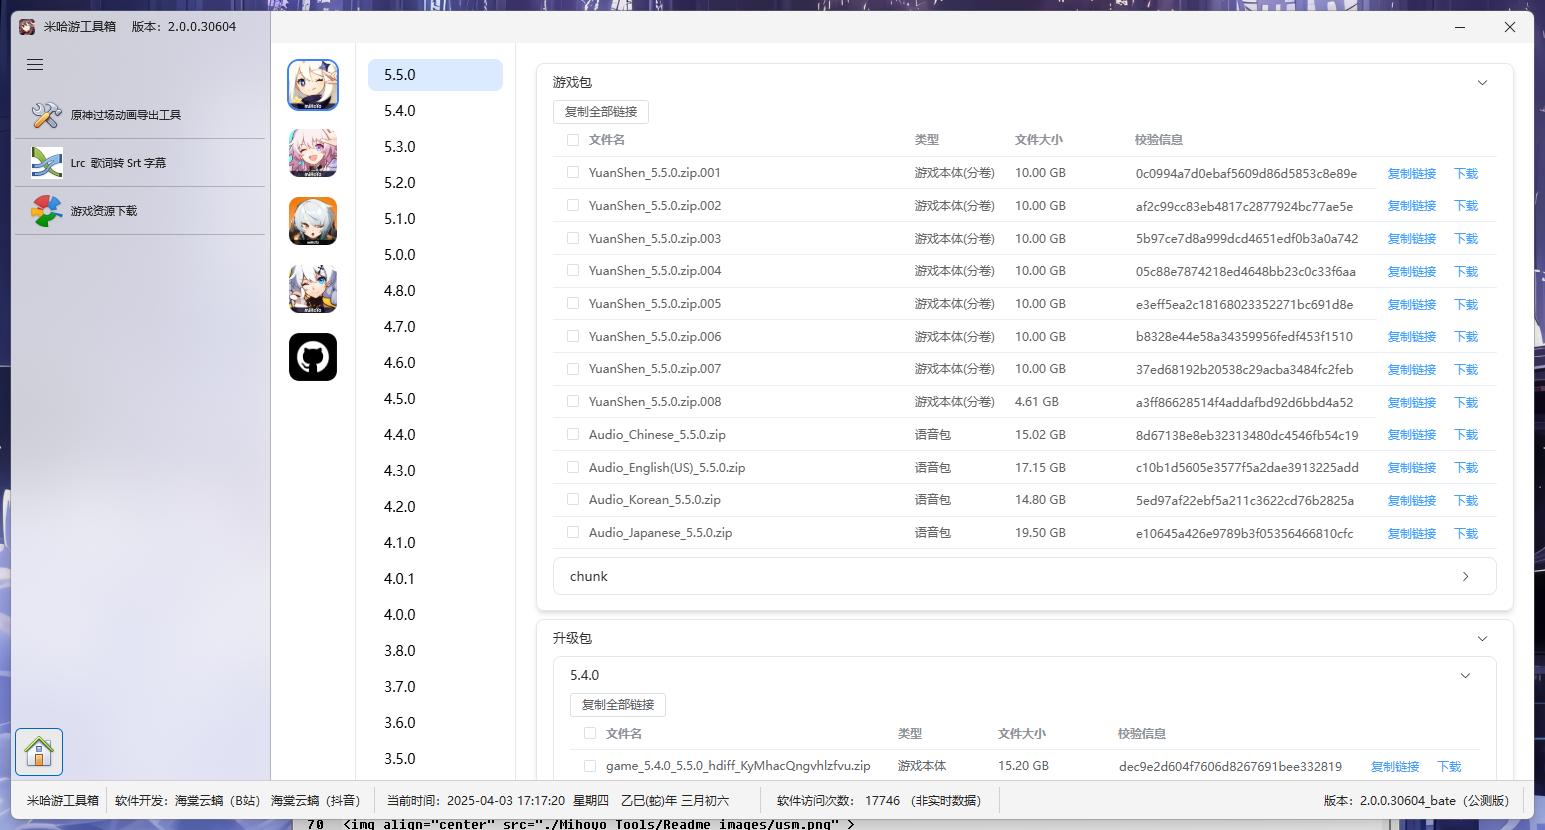 米哈游工具箱 版本：2.0.0.30604
原神过场动画导出工具
Lrc 歌词转 Srt 字幕
游戏资源下载
5.5.0
5.4.0
5.3.0
5.2.0
5.1.0
5.0.0
4.8.0
4.7.0
4.6.0
4.5.0
4.4.0
4.3.0
4.2.0
4.1.0
4.0.1
4.0.0
3.8.0
3.7.0
3.6.0
3.5.0
游戏包
复制全部链接
文件名 类型 文件大小 校验信息
YuanShen_5.5.0.zip.001 游戏本体(分卷) 10.00 GB 0c0994a7d0ebaf5609d86d5853c8e89e 复制链接 下载
YuanShen_5.5.0.zip.002 游戏本体(分卷) 10.00 GB af2c99cc83eb4817c2877924bc77ae5e 复制链接 下载
YuanShen_5.5.0.zip.003 游戏本体(分卷) 10.00 GB 5b97ce7d8a999dcd4651edf0b3a0a742 复制链接 下载
YuanShen_5.5.0.zip.004 游戏本体(分卷) 10.00 GB 05c88e7874218ed4648bb23c0c33f6aa 复制链接 下载
YuanShen_5.5.0.zip.005 游戏本体(分卷) 10.00 GB e3eff5ea2c18168023352271bc691d8e 复制链接 下载
YuanShen_5.5.0.zip.006 游戏本体(分卷) 10.00 GB b8328e44e58a34359956fedf453f1510 复制链接 下载
YuanShen_5.5.0.zip.007 游戏本体(分卷) 10.00 GB 37ed68192b20538c29acba3484fc2feb 复制链接 下载
YuanShen_5.5.0.zip.008 游戏本体(分卷) 4.61 GB a3ff86628514f4addafbd92d6bbd4a52 复制链接 下载
Audio_Chinese_5.5.0.zip 语音包 15.02 GB 8d67138e8eb32313480dc4546fb54c19 复制链接 下载
Audio_English(US)_5.5.0.zip 语音包 17.15 GB c10b1d5605e3577f5a2dae3913225add 复制链接 下载
Audio_Korean_5.5.0.zip 语音包 14.80 GB 5ed97af22ebf5a211c3622cd76b2825a 复制链接 下载
Audio_Japanese_5.5.0.zip 语音包 19.50 GB e10645a426e9789b3f05356466810cfc 复制链接 下载
chunk
升级包
5.4.0
复制全部链接
文件名 类型 文件大小 校验信息
game_5.4.0_5.5.0_hdiff_KyMhacQngvhlzfvu.zip 游戏本体 15.20 GB dec9e2d604f7606d8267691bee332819 复制链接 下载
米哈游工具箱 软件开发：海棠云螭（B站） 海棠云螭（抖音） 当前时间：2025-04-03 17:17:20 星期四 乙巳(蛇)年 三月初六 软件访问次数： 17746 （非实时数据） 版本：2.0.0.30604_bate（公测版）
70 <img align="center" src="./Mihoyo_Tools/Readme_images/usm.png" >